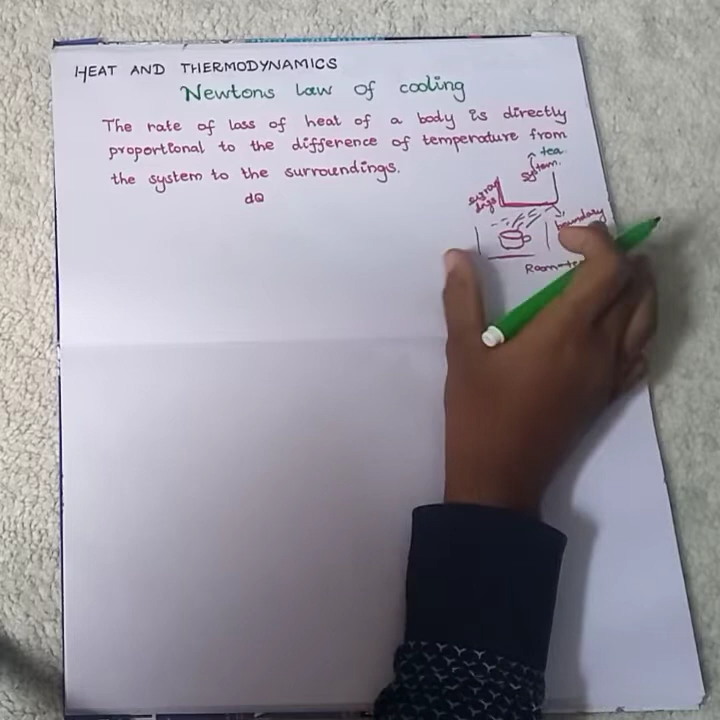 HEAT AND THERMODYNAMICS
Newtons law of cooling
The rate of loss of heat of a body is directly
proportional to the difference of temperature from
the system to the surroundings.
dQ
tea
system.
boundary